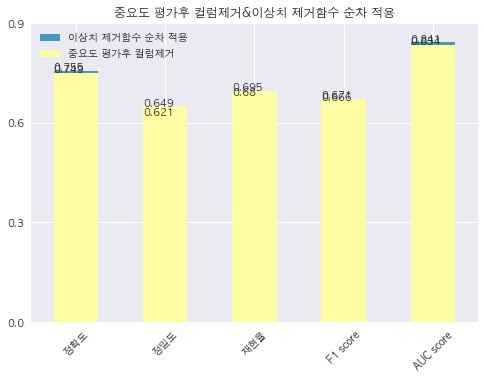 중요도 평가후 컬럼제거&이상치 제거함수 순차 적용
이상치 제거함수 순차 적용
중요도 평가후 컬럼제거
0.9
0.6
0.3
0.0
0.755
0.749
0.649
0.621
0.695
0.68
0.671
0.666
0.841
0.834
정확도
정밀도
재현율
F1 score
AUC score